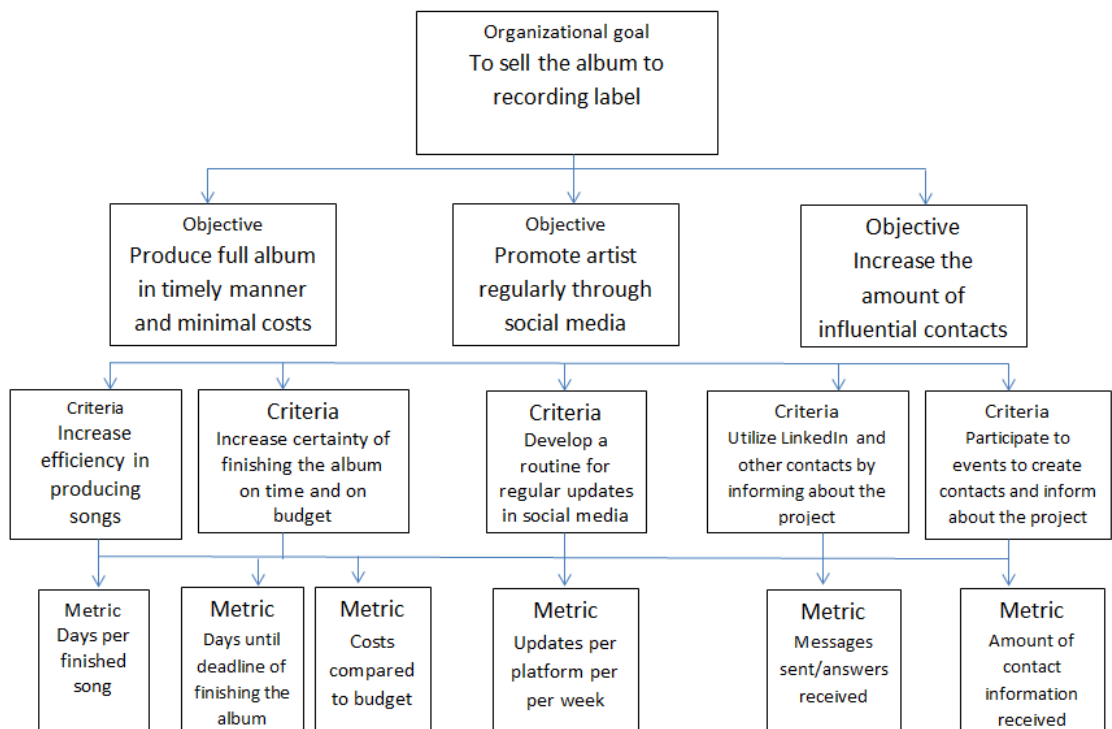 Organizational goal
To sell the album to
recording label
Objective
Produce full album
in timely manner
and minimal costs
Objective
Promote artist
regularly through
social media
Objective
Increase the
amount of
influential contacts
Criteria
Increase
efficiency in
producing
songs
Criteria
Increase certainty of
finishing the album
on time and on
budget
Criteria
Develop a
routine for
regular updates
in social media
Criteria
Utilize LinkedIn and
other contacts by
informing about the
project
Criteria
Participate to
events to create
contacts and inform
about the project
Metric
Days per
finished
song
Metric
Days until
deadline of
finishing the
album
Metric
Costs
compared
to budget
Metric
Updates per
platform per
per week
Metric
Messages
sent/answers
received
Metric
Amount of
contact
information
received